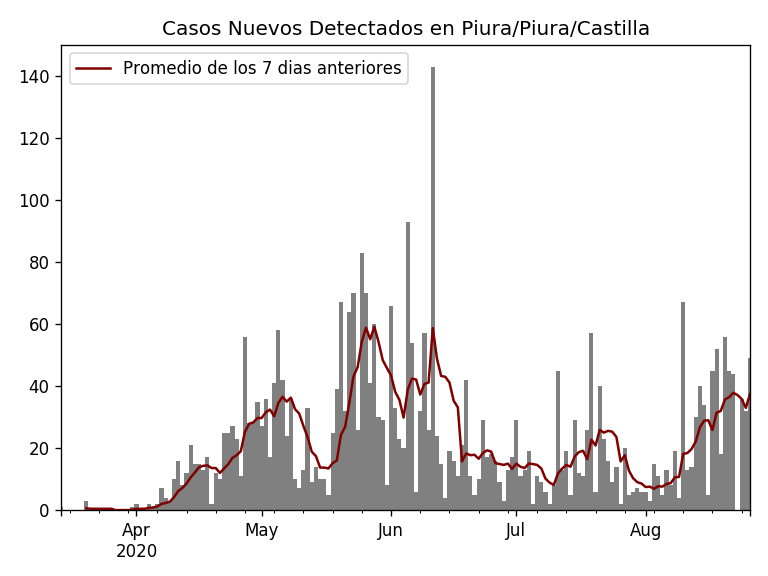 Casos Nuevos Detectados en Piura/Piura/Castilla
Promedio de los 7 dias anteriores
140
120
100
80
60
40
20
0
Apr
2020
May
Jun
Jul
Aug